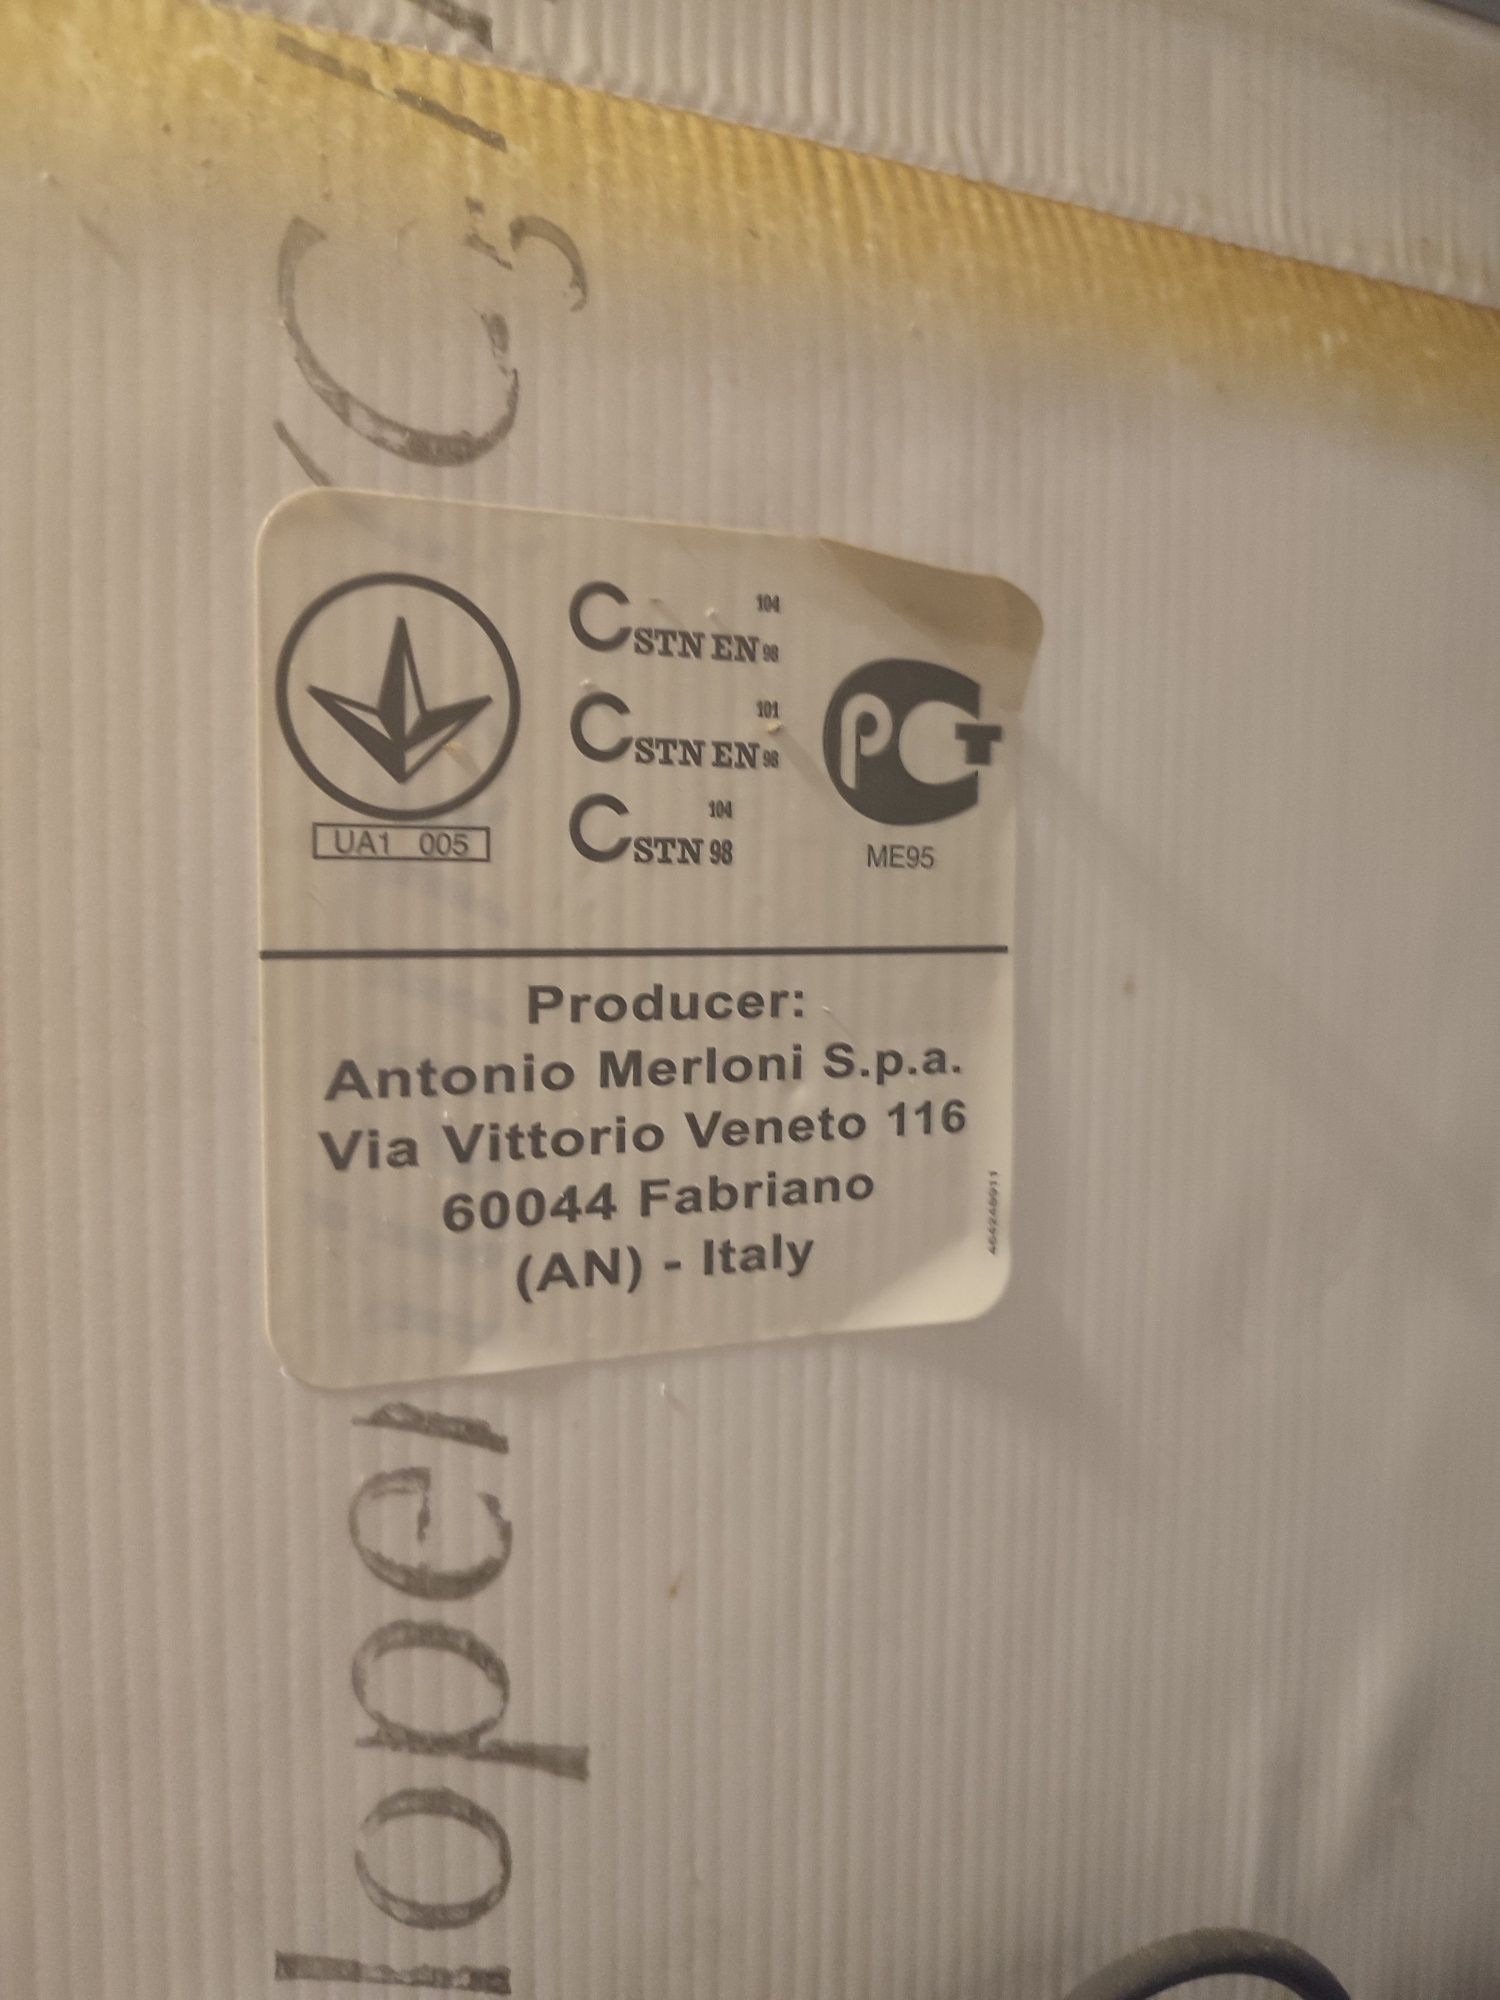 UA1 005
C STN EN 104 98
C STN EN 101 98
C STN 104 98
PCT
ME95
Producer:
Antonio Merloni S.p.a.
Via Vittorio Veneto 116
60044 Fabriano
(AN) - Italy